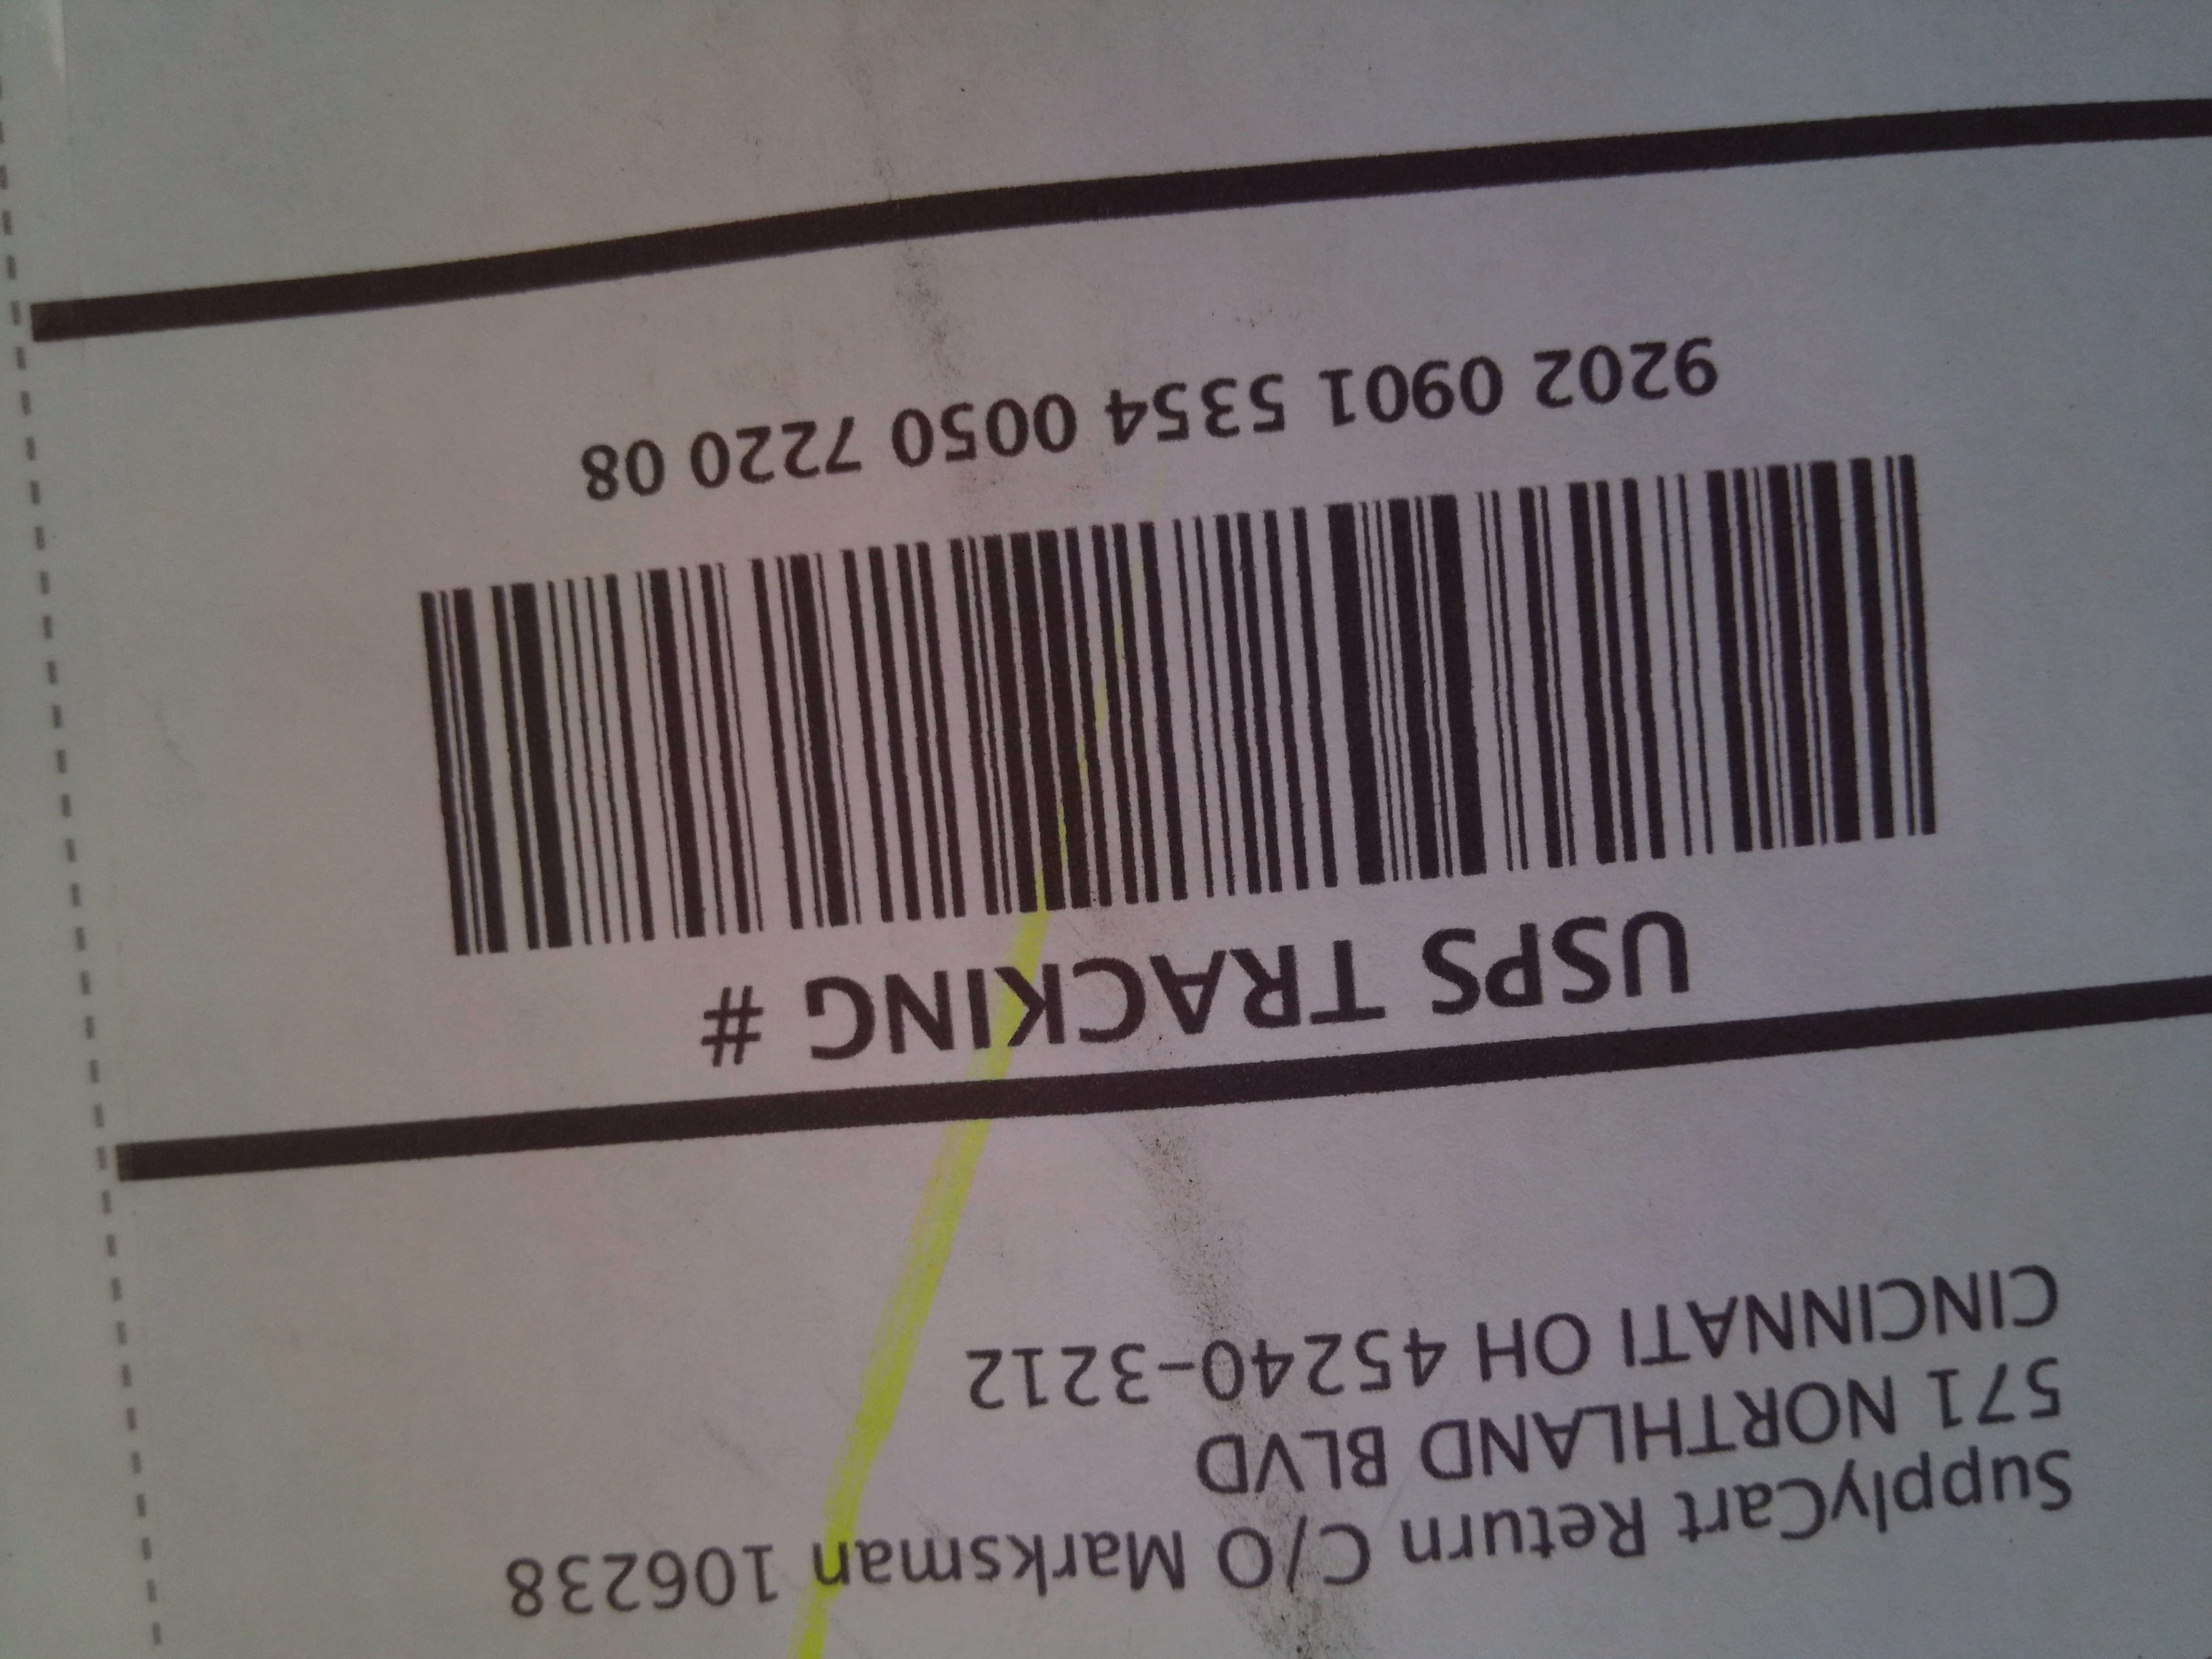 SupplyCart Return C/O Marksman 106238
571 NORTHLAND BLVD
CINCINNATI OH 45240-3212
USPS TRACKING #
9202 0901 5354 0050 7220 08